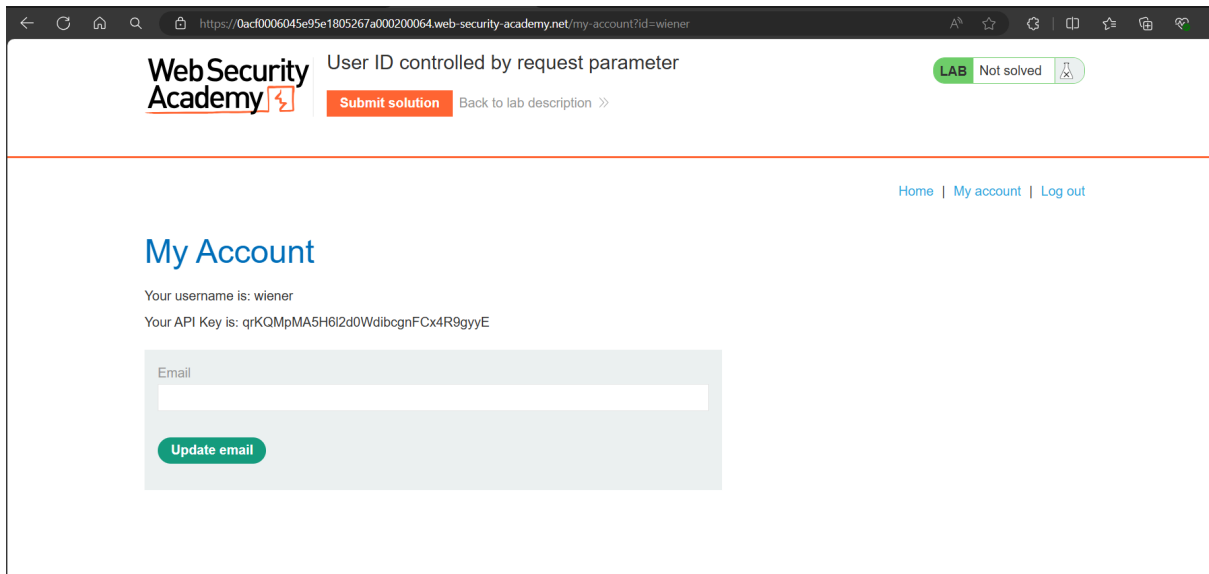 https://0acf0006045e95e1805267a000200064.web-security-academy.net/my-account?id=wiener
Web Security
Academy
User ID controlled by request parameter
LAB Not solved
Submit solution Back to lab description
Home | My account | Log out
My Account
Your username is: wiener
Your API Key is: qrKQMpMA5H6l2d0WdibcgnFCx4R9gyyE
Email
Update email